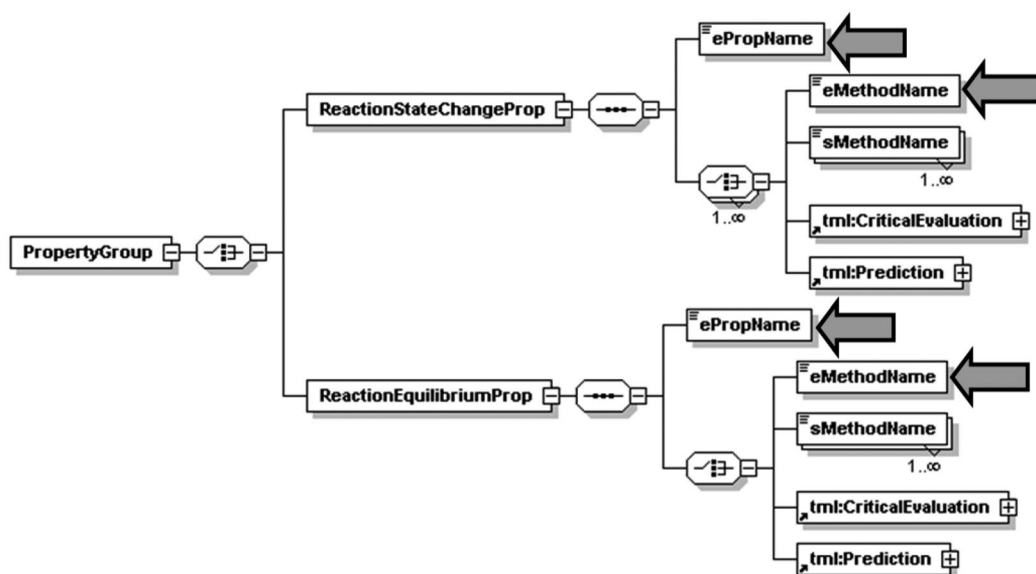 ePropName
eMethodName
ReactionStateChangeProp
sMethodName
1..∞
1..∞
tml:CriticalEvaluation
PropertyGroup
tml:Prediction
ePropName
eMethodName
ReactionEquilibriumProp
sMethodName
1..∞
tml:CriticalEvaluation
tml:Prediction